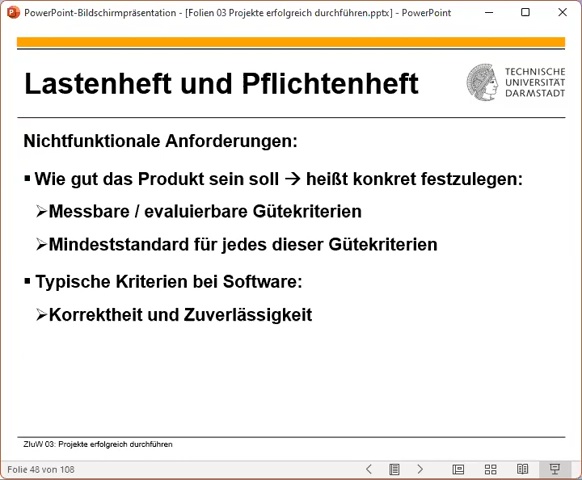 PowerPoint-Bildschirmpräsentation - [Folien 03 Projekte erfolgreich durchführen.pptx] - PowerPoint
Lastenheft und Pflichtenheft
TECHNISCHE
UNIVERSITÄT
DARMSTADT
Nichtfunktionale Anforderungen:
▪ Wie gut das Produkt sein soll → heißt konkret festzulegen:
➢Messbare / evaluierbare Gütekriterien
➢Mindeststandard für jedes dieser Gütekriterien
▪ Typische Kriterien bei Software:
➢Korrektheit und Zuverlässigkeit
ZIuW 03: Projekte erfolgreich durchführen
Folie 48 von 108